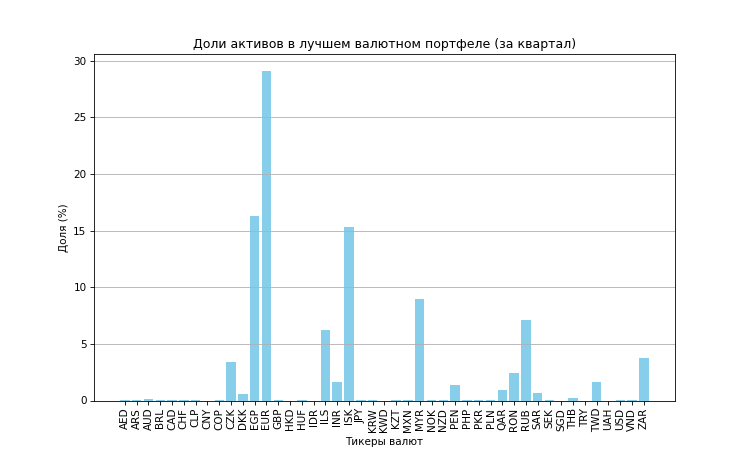 Доли активов в лучшем валютном портфеле (за квартал)
Доля (%)
30
25
20
15
10
5
0
AED
ARS
AUD
BRL
CAD
CHF
CLP
CNY
COP
CZK
DKK
EGP
EUR
GBP
HKD
HUF
IDR
ILS
INR
ISK
JPY
KRW
KWD
KZT
MXN
MYR
NOK
NZD
PEN
PHP
PKR
PLN
QAR
RON
RUB
SAR
SEK
SGD
THB
TRY
TWD
UAH
USD
VND
ZAR
Тикеры валют